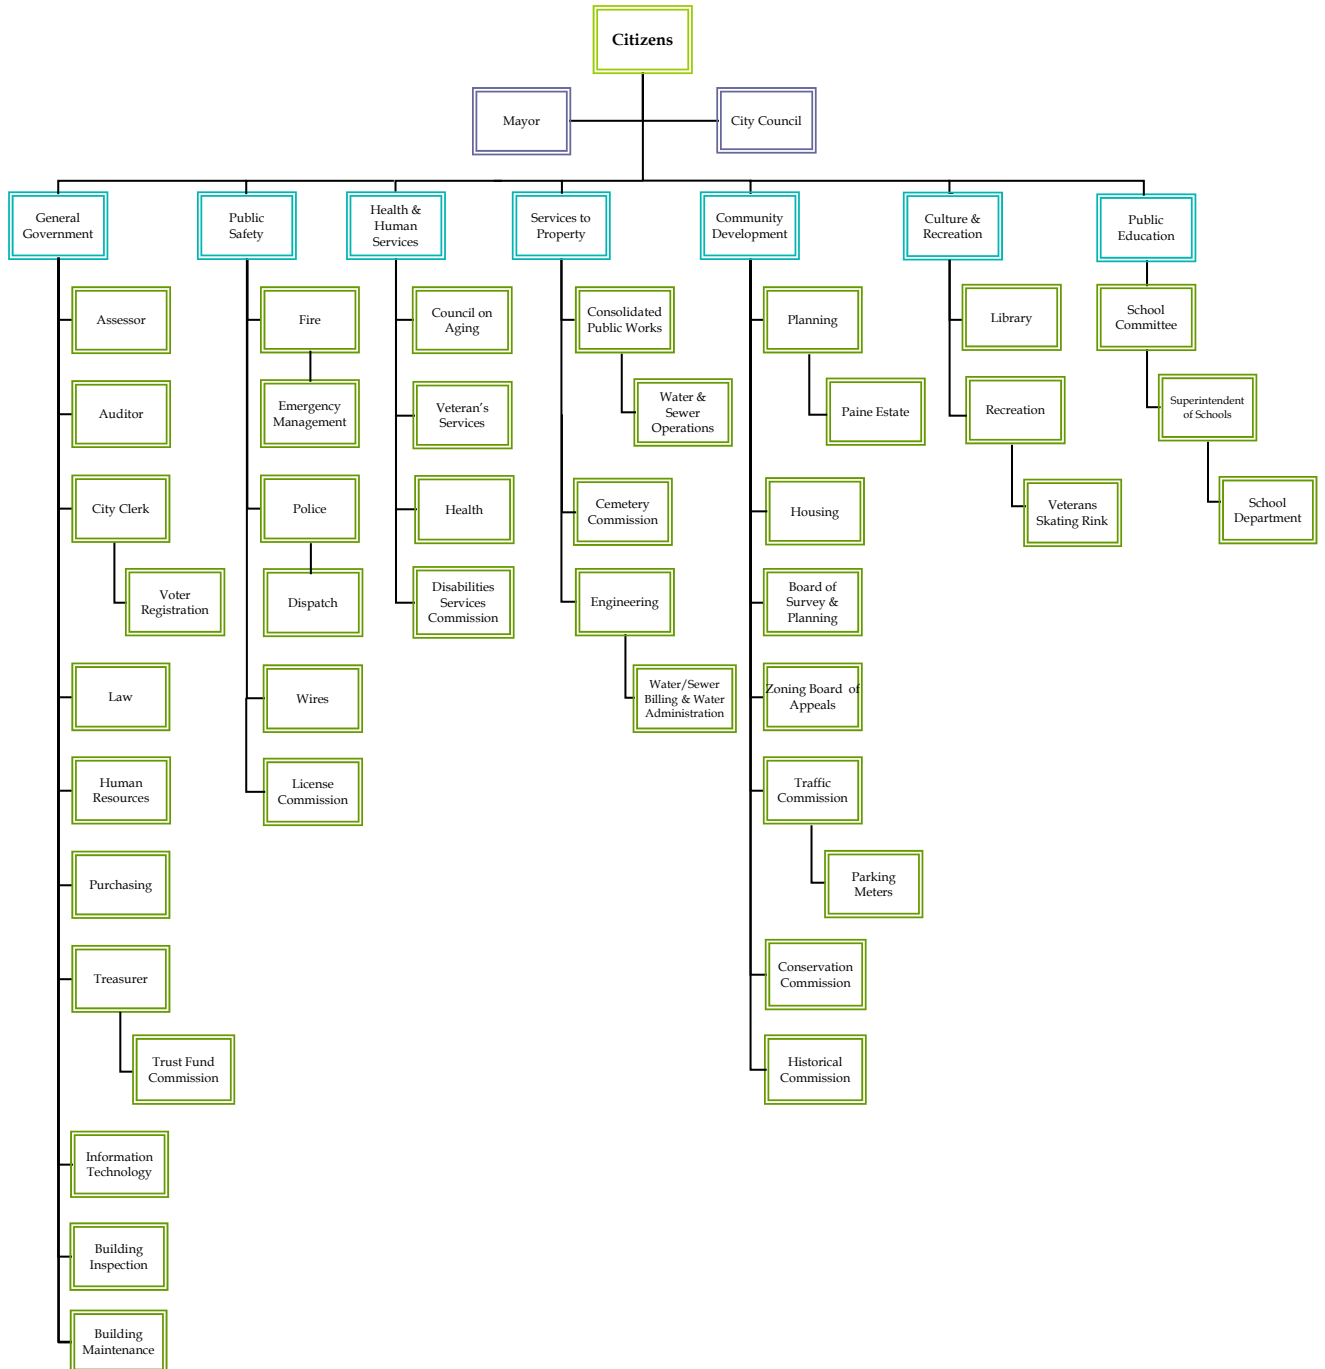 Citizens
Mayor
City Council
General
Government
Public
Safety
Health &
Human
Services
Services to
Property
Community
Development
Culture &
Recreation
Public
Education
Assessor
Auditor
City Clerk
Voter
Registration
Law
Human
Resources
Purchasing
Treasurer
Trust Fund
Commission
Information
Technology
Building
Inspection
Building
Maintenance
Fire
Emergency
Management
Police
Dispatch
Wires
License
Commission
Council on
Aging
Veteran’s
Services
Health
Disabilities
Services
Commission
Consolidated
Public Works
Water &
Sewer
Operations
Cemetery
Commission
Engineering
Water/Sewer
Billing & Water
Administration
Planning
Paine Estate
Housing
Board of
Survey &
Planning
Zoning Board of
Appeals
Traffic
Commission
Parking
Meters
Conservation
Commission
Historical
Commission
Library
Recreation
Veterans
Skating Rink
School
Committee
Superintendent
of Schools
School
Department